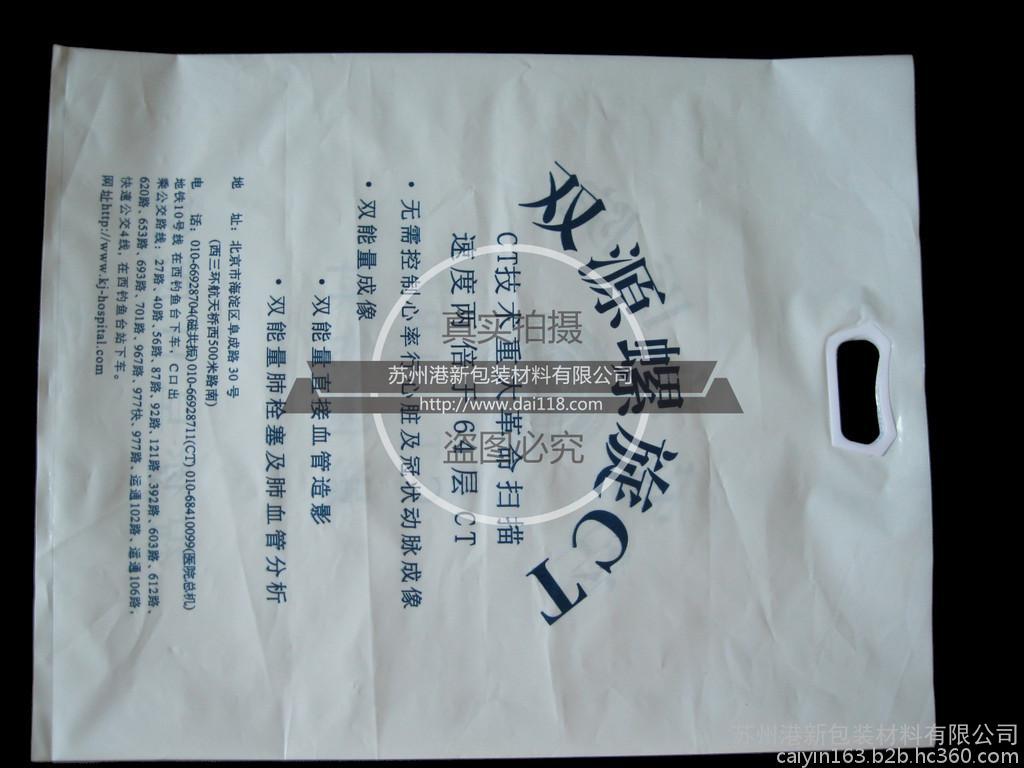 双源螺旋CT
CT技术重大革命扫描
速度两倍于64层CT
• 无需控制心率行心脏及冠状动脉成像
• 双能量成像
• 双能量直接血管造影
• 双能量肺栓塞及肺血管分析
地 址：北京市海淀区阜成路30号
(西三环航天桥西500米路南)
电 话：010-66928704(磁共振)010-66928711(CT) 010-68410099(医院总机)
地铁10号线 在西钓鱼台下车，C口出
乘公交路线：27路、40路、56路、87路、92路、121路、392路、603路、612路、
620路、653路、693路、701路、967路、977快、977路、运通102路、运通106路，
快速公交4线，在西钓鱼台站下车。
网址http://www.kj-hospital.com
真实拍摄
苏州港新包装材料有限公司
http://www.dai118.com
盗图必究
苏州港新包装材料有限公司
caiyin163.b2b.hc360.com